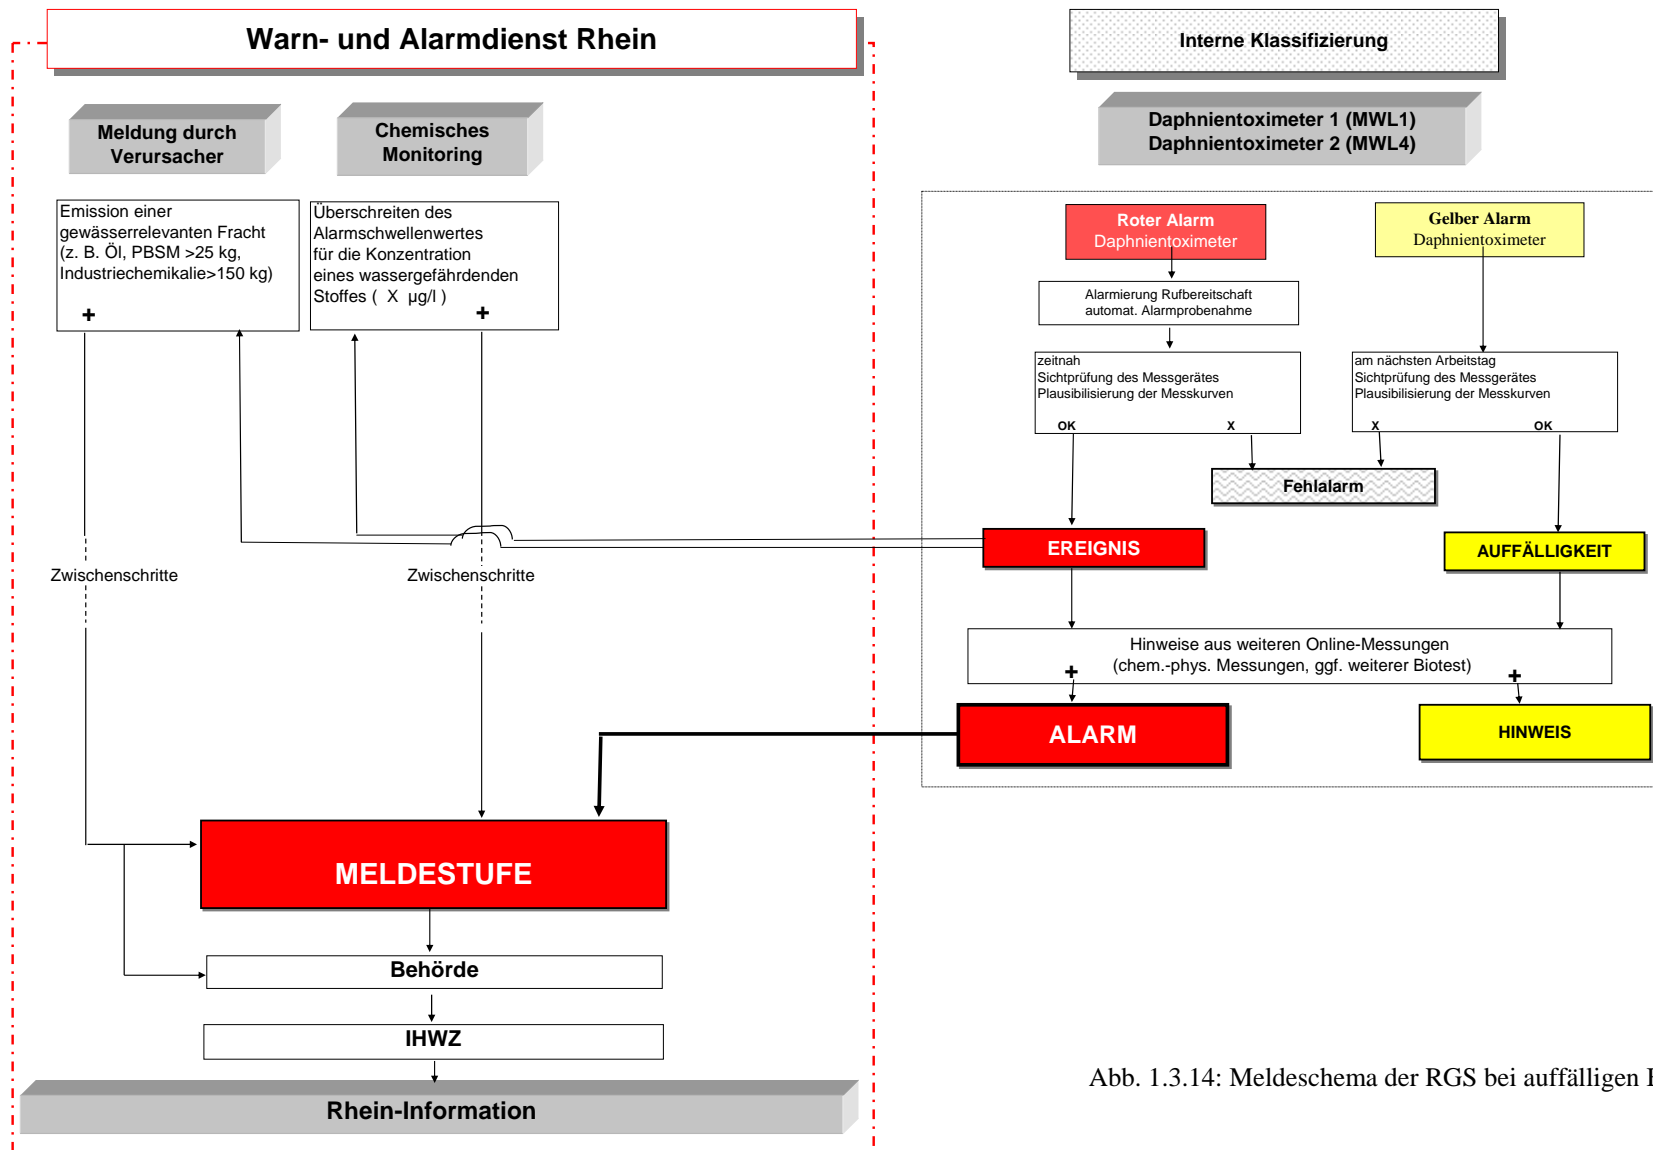 Warn- und Alarmdienst Rhein
Meldung durch
Verursacher
Chemisches
Monitoring
Emission einer
gewässerrelevanten Fracht
(z. B. Öl, PBSM >25 kg,
Industriechemikalie>150 kg)
+
Überschreiten des
Alarmschwellenwertes
für die Konzentration
eines wassergefährdenden
Stoffes ( X µg/l )
+
Zwischenschritte
Zwischenschritte
MELDESTUFE
Behörde
IHWZ
Rhein-Information
Interne Klassifizierung
Daphnientoximeter 1 (MWL1)
Daphnientoximeter 2 (MWL4)
Roter Alarm
Daphnientoximeter
Gelber Alarm
Daphnientoximeter
Alarmierung Rufbereitschaft
automat. Alarmprobenahme
zeitnah
Sichtprüfung des Messgerätes
Plausibilisierung der Messkurven
OK X
am nächsten Arbeitstag
Sichtprüfung des Messgerätes
Plausibilisierung der Messkurven
X OK
Fehlalarm
EREIGNIS
AUFFÄLLIGKEIT
Hinweise aus weiteren Online-Messungen
(chem.-phys. Messungen, ggf. weiterer Biotest)
+ +
ALARM
HINWEIS
Abb. 1.3.14: Meldeschema der RGS bei auffälligen